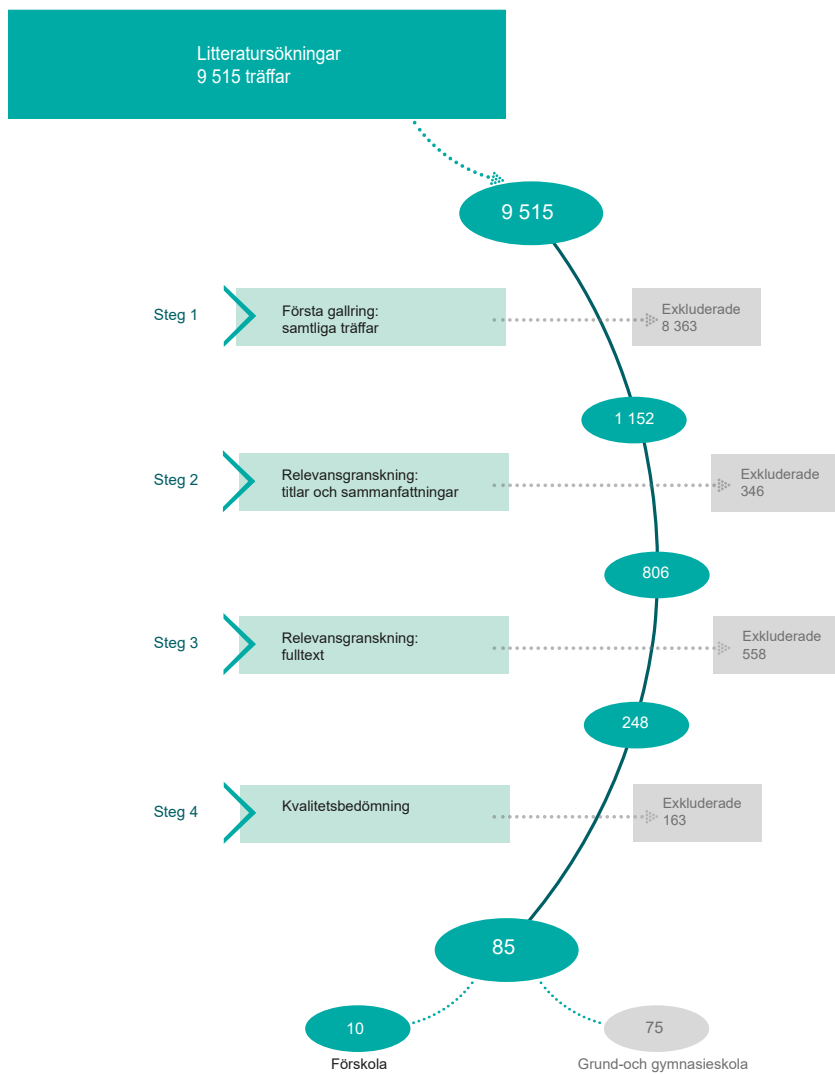 Litteratursökningar
9 515 träffar
9 515
Steg 1
Första gallring:
samtliga träffar
Exkluderade
8 363
1 152
Steg 2
Relevansgranskning:
titlar och sammanfattningar
Exkluderade
346
806
Steg 3
Relevansgranskning:
fulltext
Exkluderade
558
248
Steg 4
Kvalitetsbedömning
Exkluderade
163
85
10
75
Förskola
Grund-och gymnasieskola